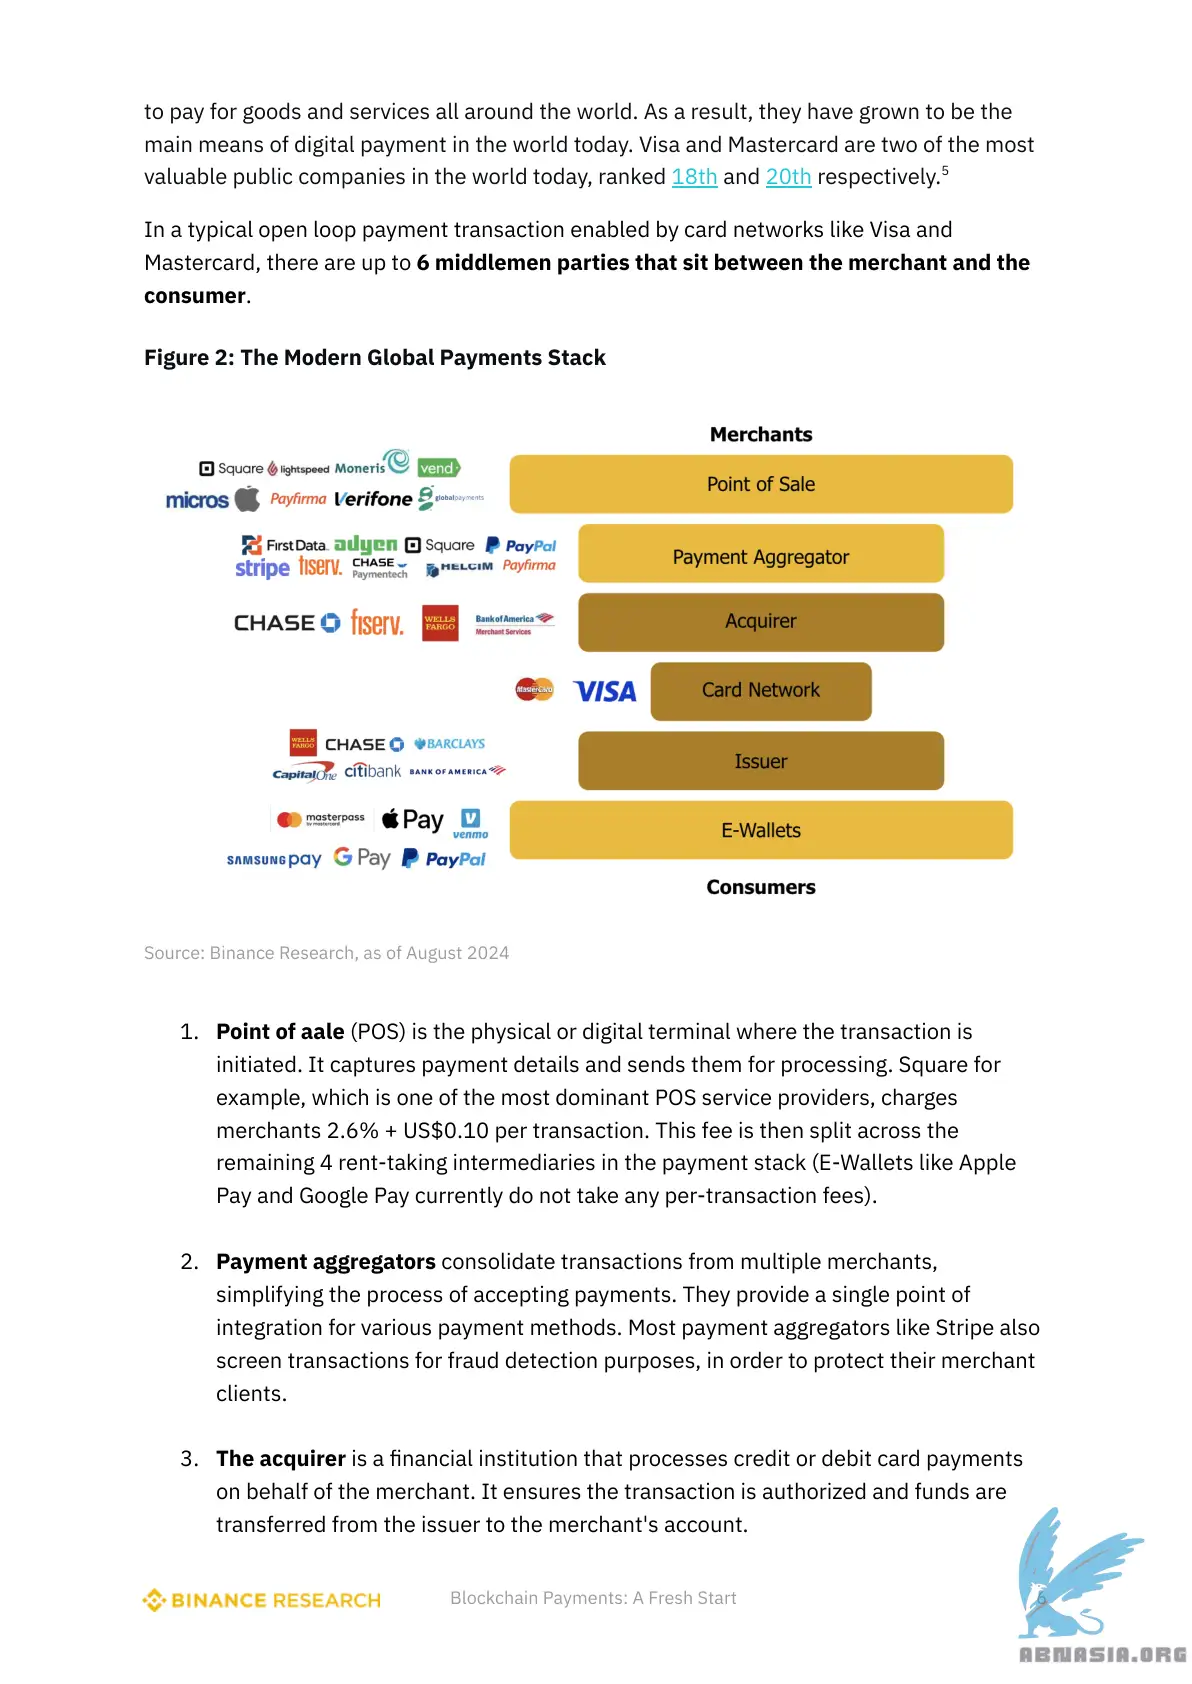 to pay for goods and services all around the world. As a result, they have grown to be the
main means of digital payment in the world today. Visa and Mastercard are two of the most
valuable public companies in the world today, ranked 18th and 20th respectively.5
In a typical open loop payment transaction enabled by card networks like Visa and
Mastercard, there are up to 6 middlemen parties that sit between the merchant and the
consumer.
Figure 2: The Modern Global Payments Stack
Merchants
Square lightspeed Moneris vend
micros Payfirma Verifone globalpayments
Point of Sale
First Data adyen Square PayPal
stripe fiserv. CHASE Paymentech HELCIM Payfirma
Payment Aggregator
CHASE fiserv. WELLS FARGO Bank of America Merchant Services
Acquirer
MasterCard VISA
Card Network
WELLS FARGO CHASE BARCLAYS
Capital One citibank BANK OF AMERICA
Issuer
masterpass by mastercard Pay venmo
SAMSUNG pay G Pay PayPal
E-Wallets
Consumers
Source: Binance Research, as of August 2024
1. Point of aale (POS) is the physical or digital terminal where the transaction is
initiated. It captures payment details and sends them for processing. Square for
example, which is one of the most dominant POS service providers, charges
merchants 2.6% + US$0.10 per transaction. This fee is then split across the
remaining 4 rent-taking intermediaries in the payment stack (E-Wallets like Apple
Pay and Google Pay currently do not take any per-transaction fees).
2. Payment aggregators consolidate transactions from multiple merchants,
simplifying the process of accepting payments. They provide a single point of
integration for various payment methods. Most payment aggregators like Stripe also
screen transactions for fraud detection purposes, in order to protect their merchant
clients.
3. The acquirer is a financial institution that processes credit or debit card payments
on behalf of the merchant. It ensures the transaction is authorized and funds are
transferred from the issuer to the merchant's account.
BINANCE RESEARCH
Blockchain Payments: A Fresh Start
6
ABNASIA.ORG